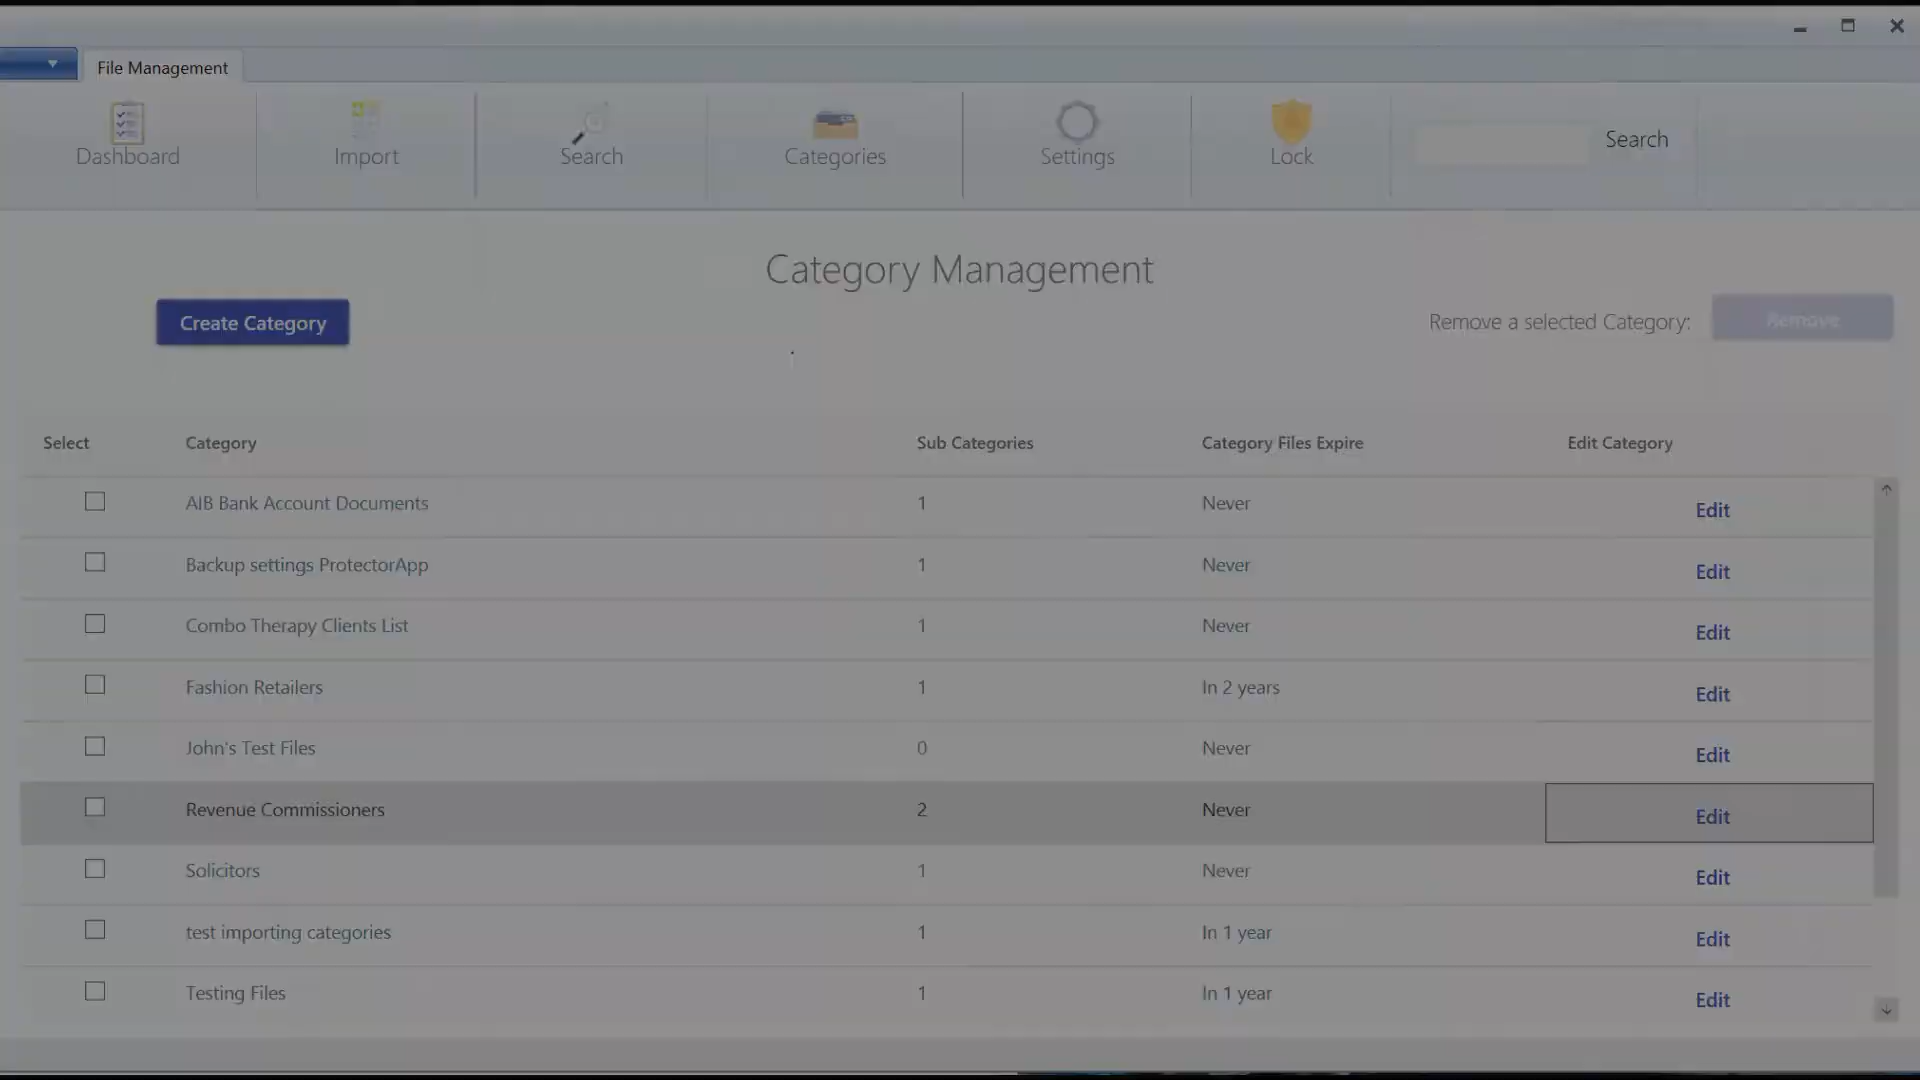 File Management
Dashboard
Import
Search
Categories
Settings
Lock
Search
Category Management
Create Category
Remove a selected Category:
Remove
Select Category Sub Categories Category Files Expire Edit Category
AIB Bank Account Documents 1 Never Edit
Backup settings ProtectorApp 1 Never Edit
Combo Therapy Clients List 1 Never Edit
Fashion Retailers 1 In 2 years Edit
John's Test Files 0 Never Edit
Revenue Commissioners 2 Never Edit
Solicitors 1 Never Edit
test importing categories 1 In 1 year Edit
Testing Files 1 In 1 year Edit